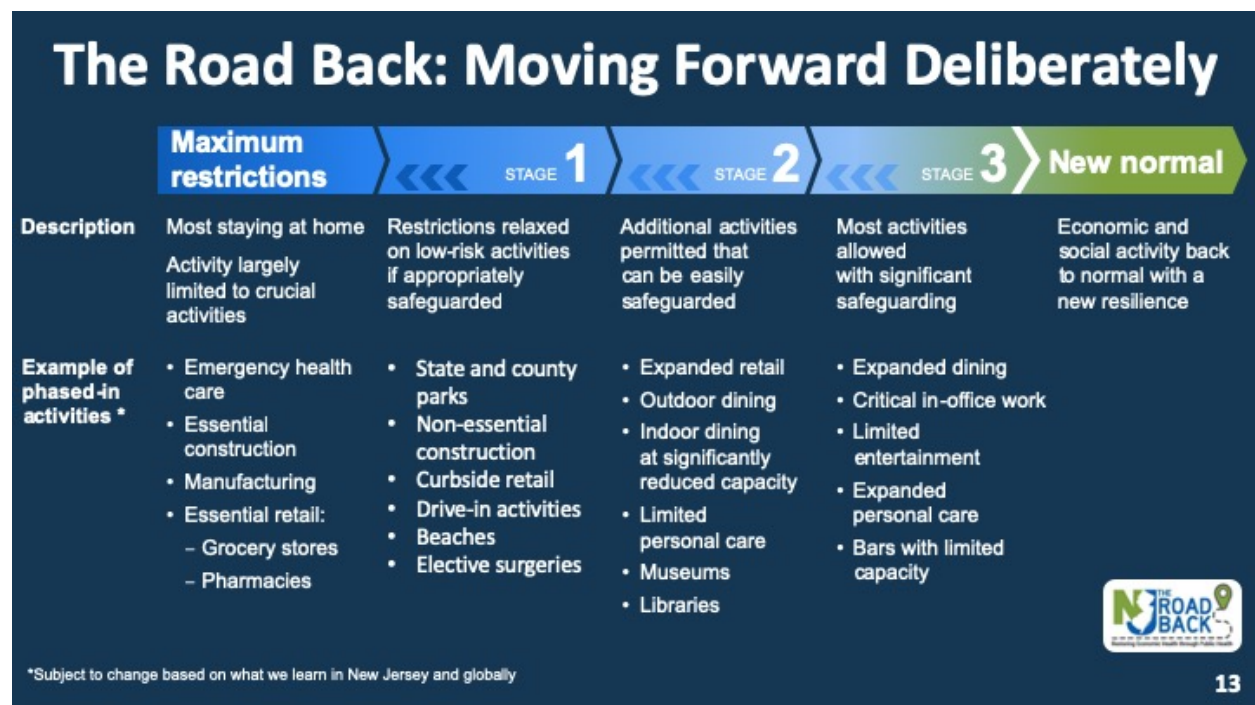 The Road Back: Moving Forward Deliberately
Maximum
restrictions
STAGE 1
STAGE 2
STAGE 3
New normal
Description
Most staying at home
Activity largely
limited to crucial
activities
Restrictions relaxed
on low-risk activities
if appropriately
safeguarded
Additional activities
permitted that
can be easily
safeguarded
Most activities
allowed
with significant
safeguarding
Economic and
social activity back
to normal with a
new resilience
Example of
phased-in
activities *
• Emergency health
care
• Essential
construction
• Manufacturing
• Essential retail:
– Grocery stores
– Pharmacies
• State and county
parks
• Non-essential
construction
• Curbside retail
• Drive-in activities
• Beaches
• Elective surgeries
• Expanded retail
• Outdoor dining
• Indoor dining
at significantly
reduced capacity
• Limited
personal care
• Museums
• Libraries
• Expanded dining
• Critical in-office work
• Limited
entertainment
• Expanded
personal care
• Bars with limited
capacity
NJ THE
ROAD
BACK
Restoring Economic Health through Public Health
*Subject to change based on what we learn in New Jersey and globally
13